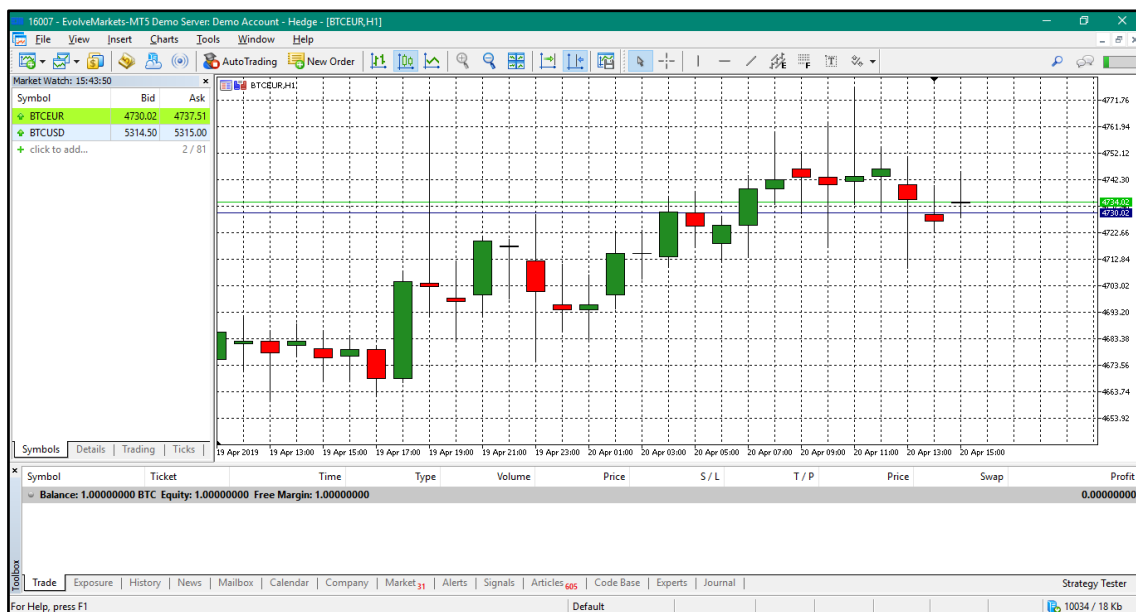 16007 - EvolveMarkets-MT5 Demo Server: Demo Account - Hedge - [BTCEUR,H1]
File View Insert Charts Tools Window Help
AutoTrading New Order E F T
Market Watch: 15:43:50
Symbol Bid Ask
BTCEUR 4730.02 4737.51
BTCUSD 5314.50 5315.00
click to add... 2 / 81
Symbols Details Trading Ticks
BTCEUR,H1
4771.76
4761.94
4752.12
4742.30
4734.02
4730.02
4722.66
4712.84
4703.02
4693.20
4683.38
4673.56
4663.74
4653.92
19 Apr 2019 19 Apr 13:00 19 Apr 15:00 19 Apr 17:00 19 Apr 19:00 19 Apr 21:00 19 Apr 23:00 20 Apr 01:00 20 Apr 03:00 20 Apr 05:00 20 Apr 07:00 20 Apr 09:00 20 Apr 11:00 20 Apr 13:00 20 Apr 15:00
Symbol Ticket Time Type Volume Price S / L T / P Price Swap Profit
Balance: 1.00000000 BTC Equity: 1.00000000 Free Margin: 1.00000000 0.00000000
Toolbox
Trade Exposure History News Mailbox Calendar Company Market 31 Alerts Signals Articles 605 Code Base Experts Journal Strategy Tester
For Help, press F1 Default 10034 / 18 Kb